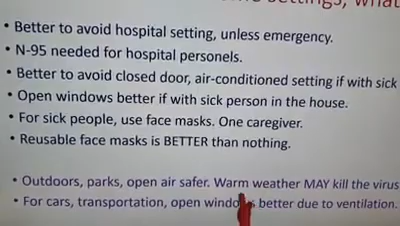 settings, what
• Better to avoid hospital setting, unless emergency.
• N-95 needed for hospital personels.
• Better to avoid closed door, air-conditioned setting if with sick
• Open windows better if with sick person in the house.
• For sick people, use face masks. One caregiver.
• Reusable face masks is BETTER than nothing.
• Outdoors, parks, open air safer. Warm weather MAY kill the virus
• For cars, transportation, open windows better due to ventilation.